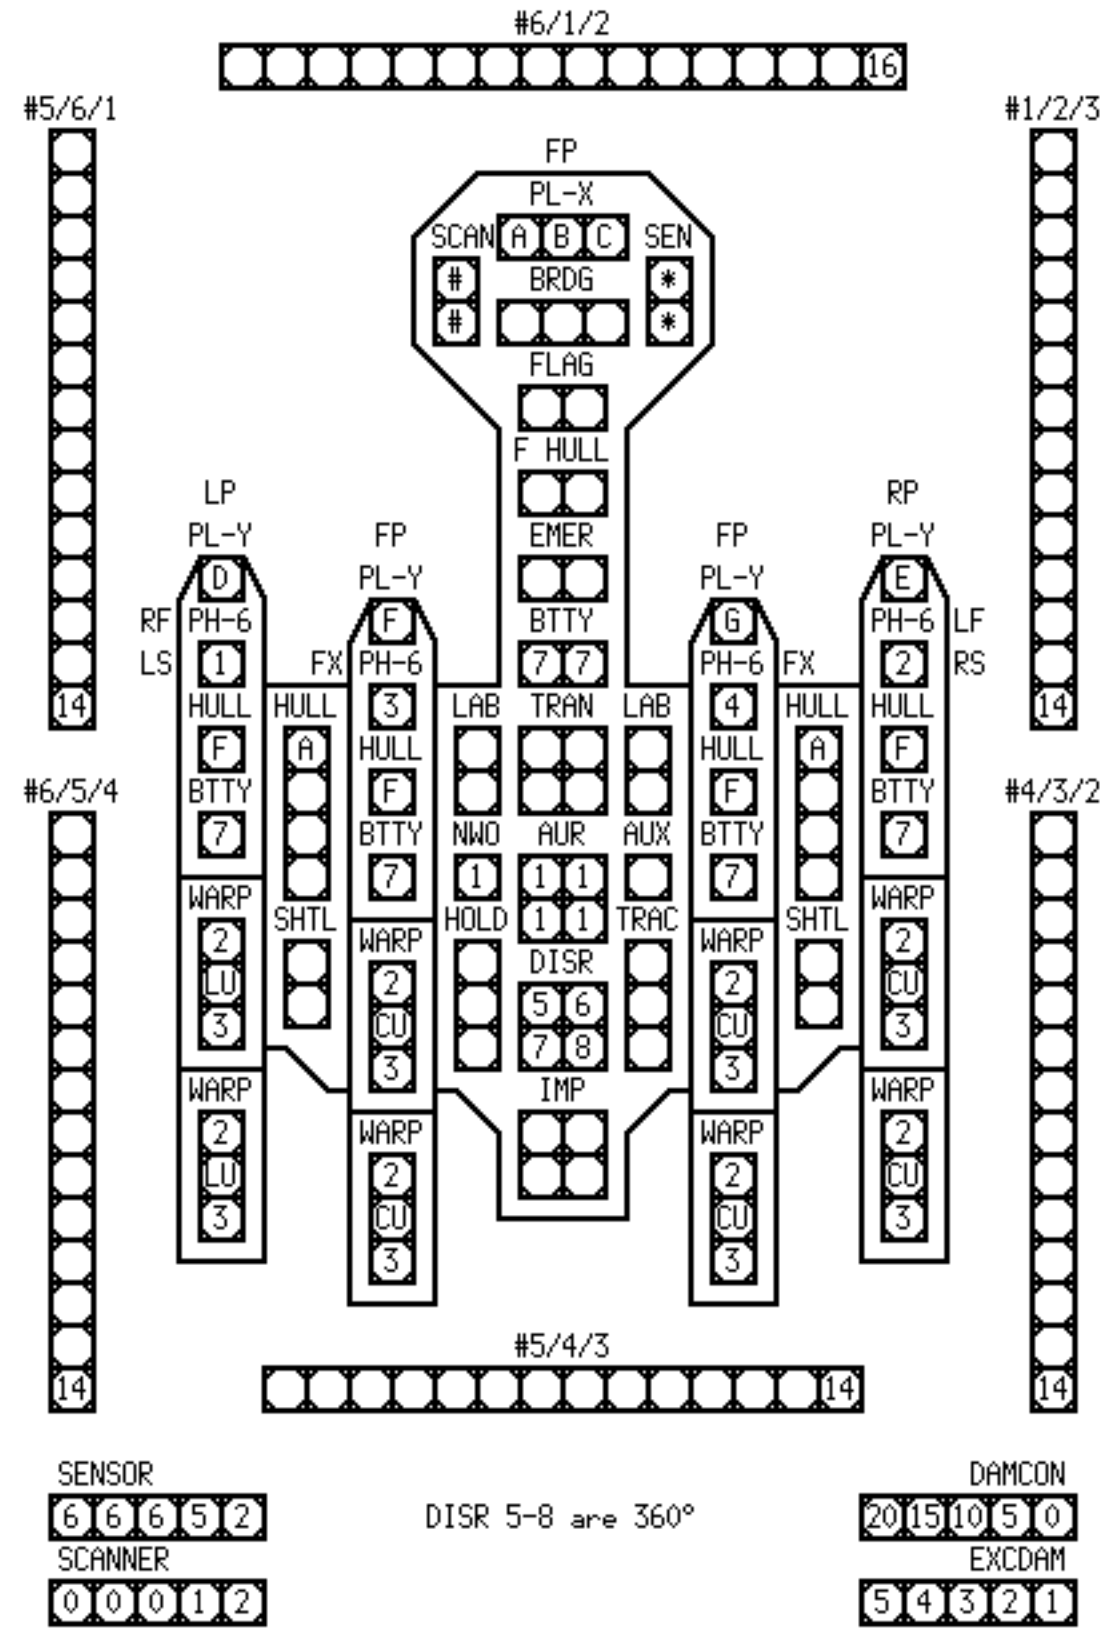 #6/1/2
16
#5/6/1 #1/2/3
FP
PL-X
SCAN A B C SEN
# BRDG *
# *
FLAG
F HULL
LP RP
PL-Y FP EMER FP PL-Y
D PL-Y PL-Y E
RF PH-6 F BTTY G PH-6 LF
LS 1 FX PH-6 7 7 PH-6 FX 2 RS
14 HULL HULL 3 LAB TRAN LAB 4 HULL HULL 14
F A HULL HULL A F
#6/5/4 BTTY F F BTTY #4/3/2
7 BTTY NWO AUR AUX BTTY 7
7 1 1 1 7
WARP WARP
SHTL HOLD 1 1 TRAC SHTL
2 WARP WARP 2
DISR
LU 2 2 CU
5 6
3 CU CU 3
7 8
3 3
WARP IMP WARP
2 WARP WARP 2
LU 2 2 CU
3 CU CU 3
3 3
#5/4/3
14 14 14
SENSOR DAMCON
6 6 6 5 2 DISR 5-8 are 360° 20 15 10 5 0
SCANNER EXCDAM
0 0 0 1 2 5 4 3 2 1